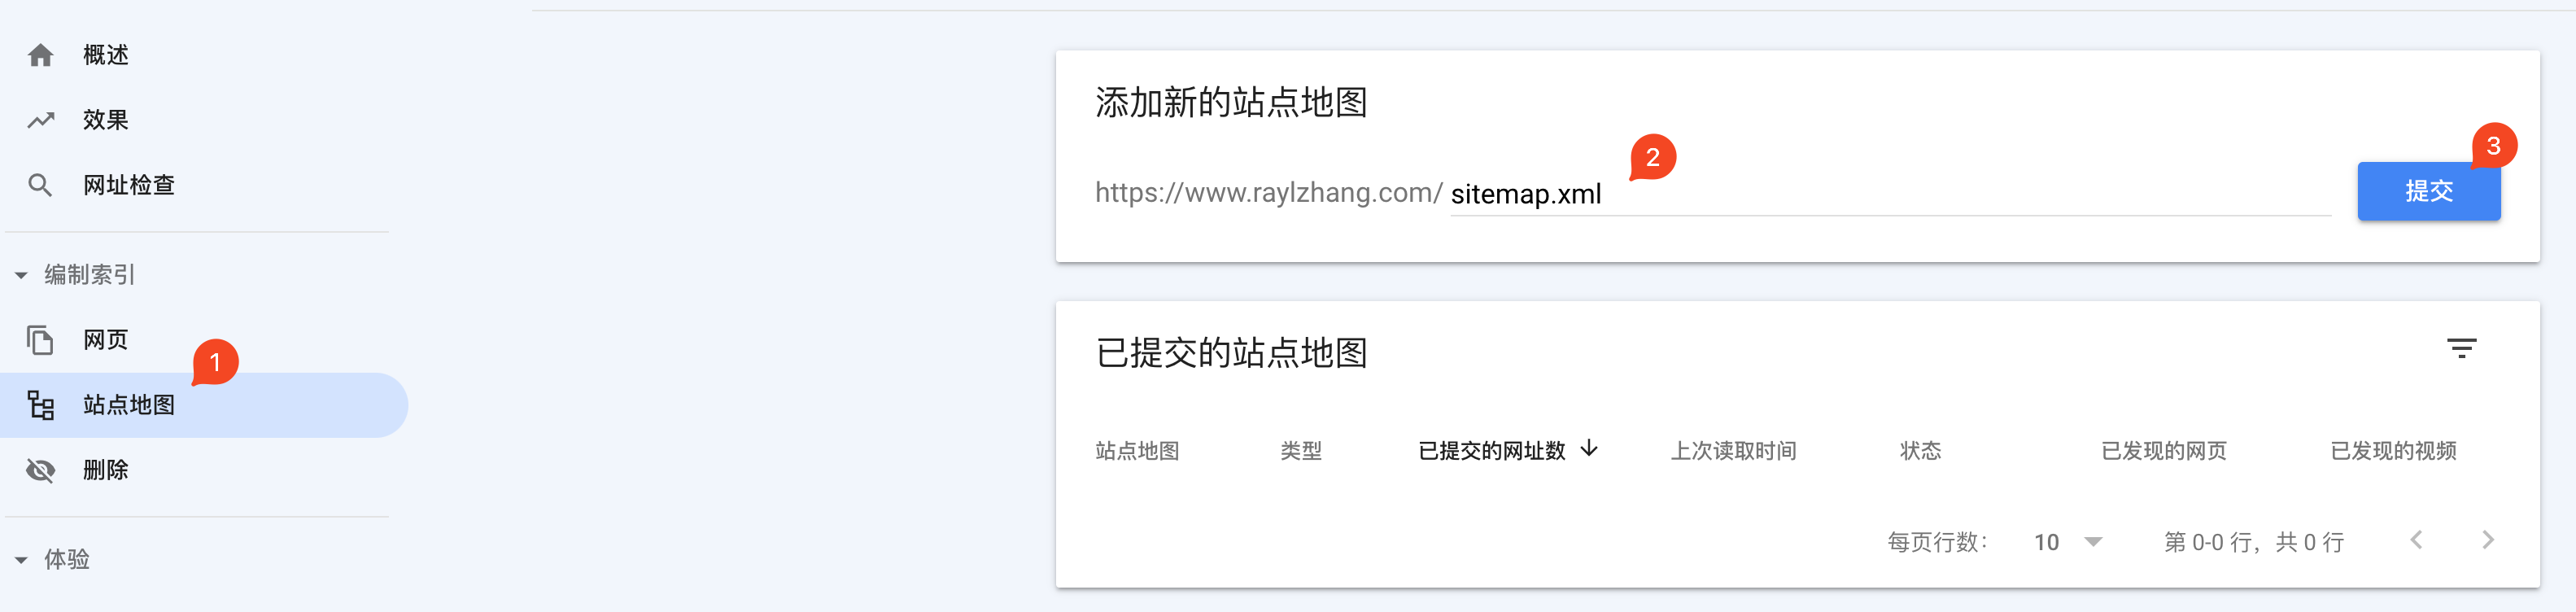 概述
效果
网址检查
编制索引
网页
1
站点地图
删除
体验
添加新的站点地图
2
3
https://www.raylzhang.com/ sitemap.xml
提交
已提交的站点地图
站点地图 类型 已提交的网址数 上次读取时间 状态 已发现的网页 已发现的视频
每页行数： 10 第 0-0 行，共 0 行